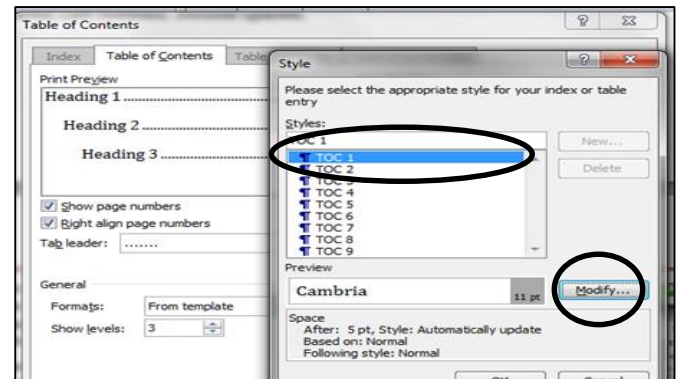 Table of Contents
Index Table of Contents Table
Print Preview
Heading 1 ................................
Heading 2 ................................
Heading 3 ................................
Show page numbers
Right align page numbers
Tab leader: .......
General
Formats: From template
Show levels: 3
Style
Please select the appropriate style for your index or table
entry
Styles:
TOC 1
New...
¶ TOC 1
¶ TOC 2
Delete
¶ TOC 3
¶ TOC 4
¶ TOC 5
¶ TOC 6
¶ TOC 7
¶ TOC 8
¶ TOC 9
Preview
Cambria 11 pt
Modify...
Space
After: 5 pt, Style: Automatically update
Based on: Normal
Following style: Normal
OK Cancel